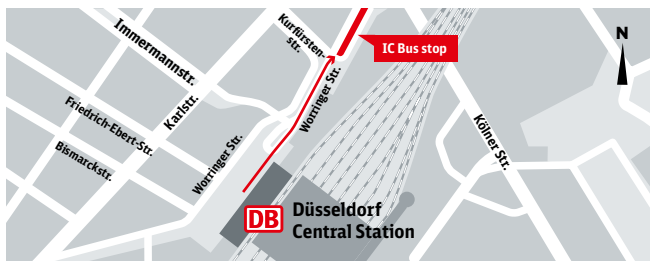 Immermannstr.
Kurfürsten-
str.
IC Bus stop
N
Karlstr.
Worringer Str.
Friedrich-Ebert-Str.
Bismarckstr.
Worringer Str.
Kölner Str.
DB
Düsseldorf
Central Station